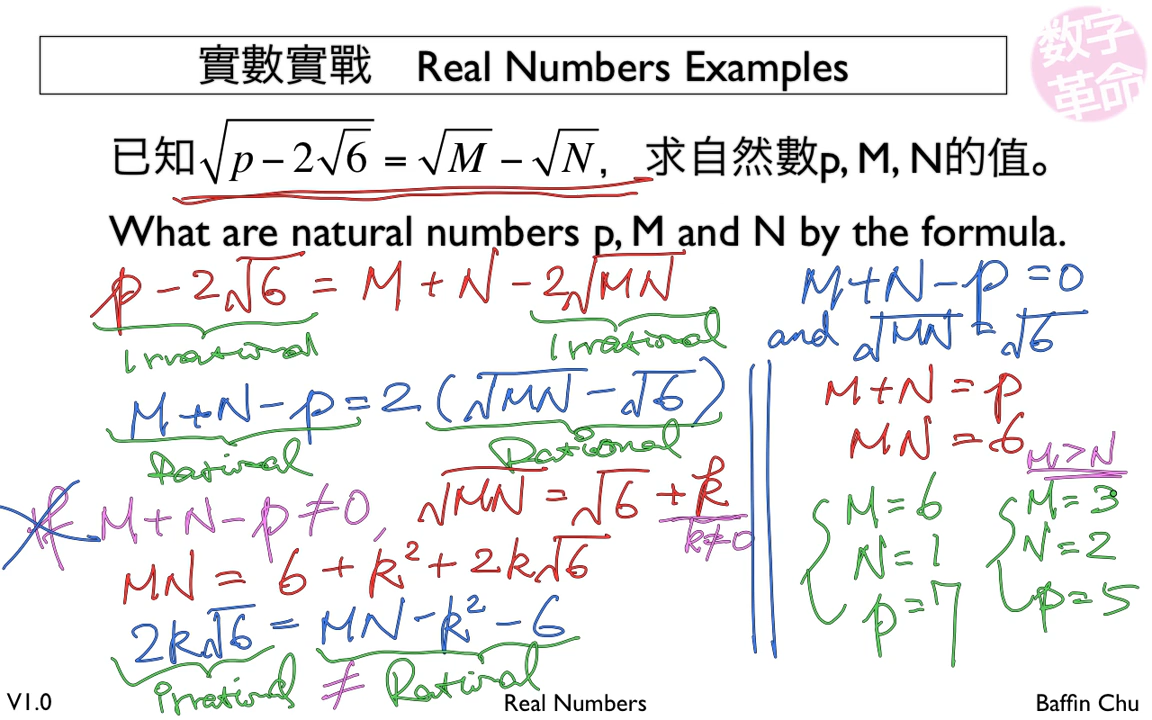 實數實戰 Real Numbers Examples
数字
革命
已知√(p − 2√6) = √M − √N, 求自然數p, M, N的值。
What are natural numbers p, M and N by the formula.
p − 2√6 = M + N − 2√MN
Irrational Irrational
M + N − p = 2 (√MN − √6)
Rational Rational
If M + N − p ≠ 0, √MN = √6 + k
k ≠ 0
MN = 6 + k² + 2k√6
2k√6 = MN − k² − 6
irrational ≠ Rational
M + N − p = 0
and √MN = √6
M + N = p
MN = 6
M > N
M = 6 M = 3
N = 1 N = 2
p = 7 p = 5
V1.0 Real Numbers Baffin Chu